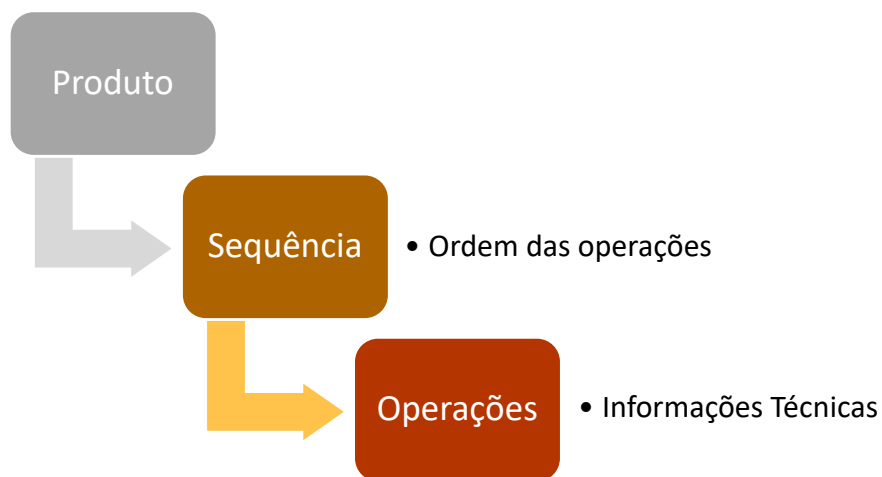 Produto
Sequência
• Ordem das operações
Operações
• Informações Técnicas